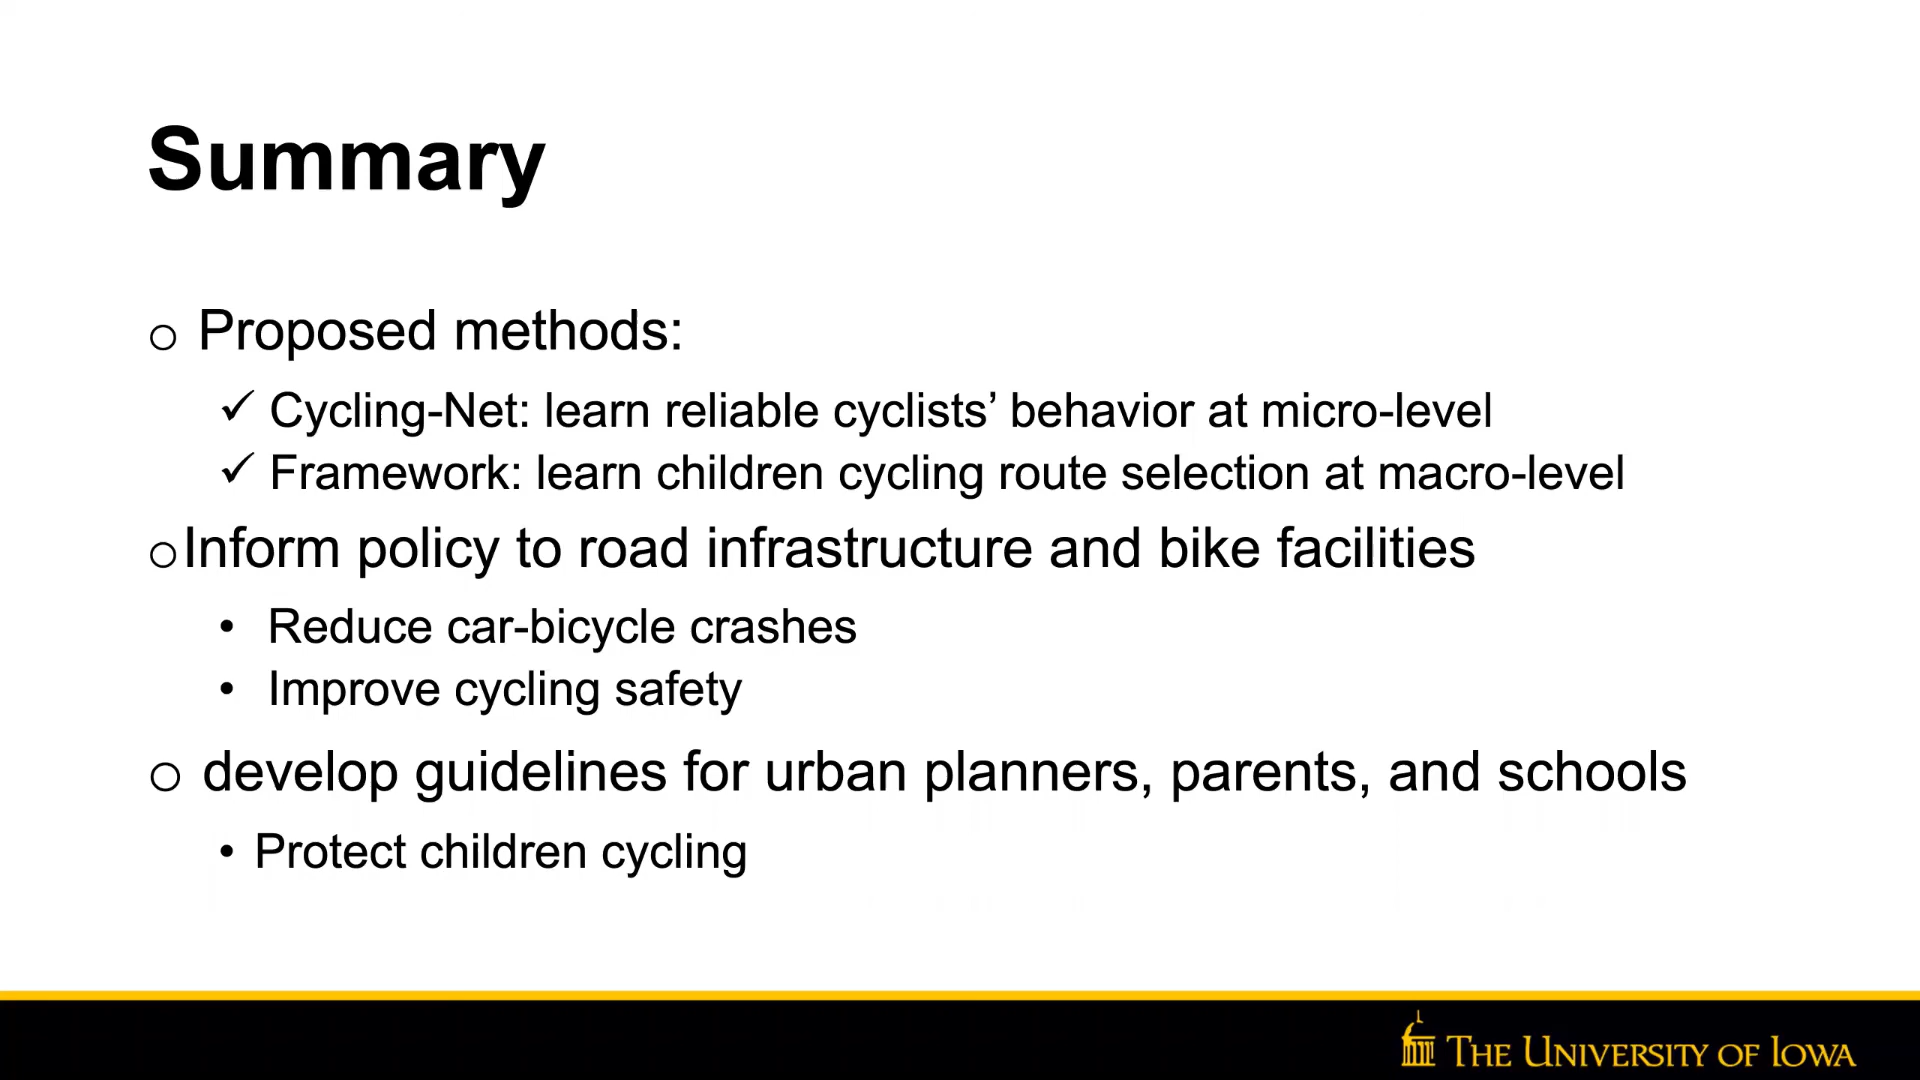 Summary
o Proposed methods:
✓ Cycling-Net: learn reliable cyclists’ behavior at micro-level
✓ Framework: learn children cycling route selection at macro-level
o Inform policy to road infrastructure and bike facilities
• Reduce car-bicycle crashes
• Improve cycling safety
o develop guidelines for urban planners, parents, and schools
• Protect children cycling
THE UNIVERSITY OF IOWA